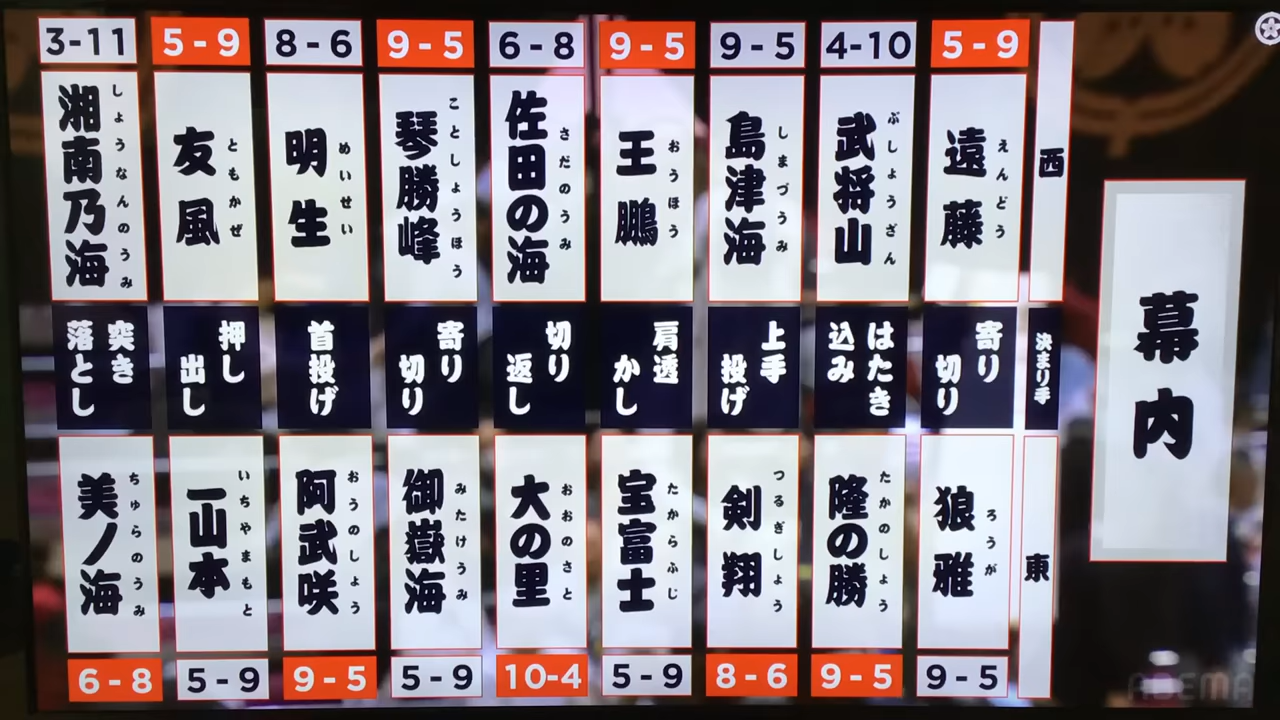 幕内
西
決まり手
東
5-9
遠藤
えんどう
寄り
切り
狼雅
ろうが
9-5
4-10
武将山
ぶしょうざん
はたき
込み
隆の勝
たかのしょう
9-5
9-5
島津海
しまづうみ
上手
投げ
剣翔
つるぎしょう
8-6
9-5
王鵬
おうほう
肩透
かし
宝富士
たからふじ
5-9
6-8
佐田の海
さだのうみ
切り
返し
大の里
おおのさと
10-4
9-5
琴勝峰
ことしょうほう
寄り
切り
御嶽海
みたけうみ
5-9
8-6
明生
めいせい
首投げ
阿武咲
おうのしょう
9-5
5-9
友風
ともかぜ
押し
出し
一山本
いちやまもと
5-9
3-11
湘南乃海
しょうなんのうみ
突き
落とし
美ノ海
ちゅらのうみ
6-8
ABEMA